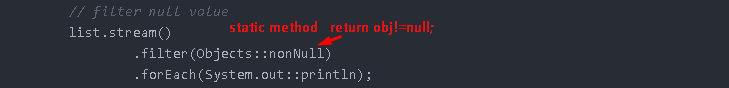 // filter null value
list.stream()
static method return obj!=null;
.filter(Objects::nonNull)
.forEach(System.out::println);